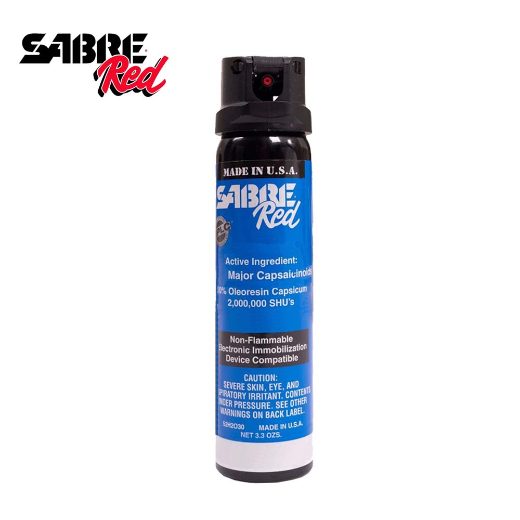 SABRE
Red
MADE IN U.S.A.
SABRE
Red
Active Ingredient:
Major Capsaicinoids
Oleoresin Capsicum
2,000,000 SHU's
Non-Flammable
Electronic Immobilization
Device Compatible
CAUTION:
SEVERE SKIN, EYE, AND
RESPIRATORY IRRITANT. CONTENTS
UNDER PRESSURE. SEE OTHER
WARNINGS ON BACK LABEL.
52H2O30 MADE IN U.S.A.
NET 3.3 OZS.